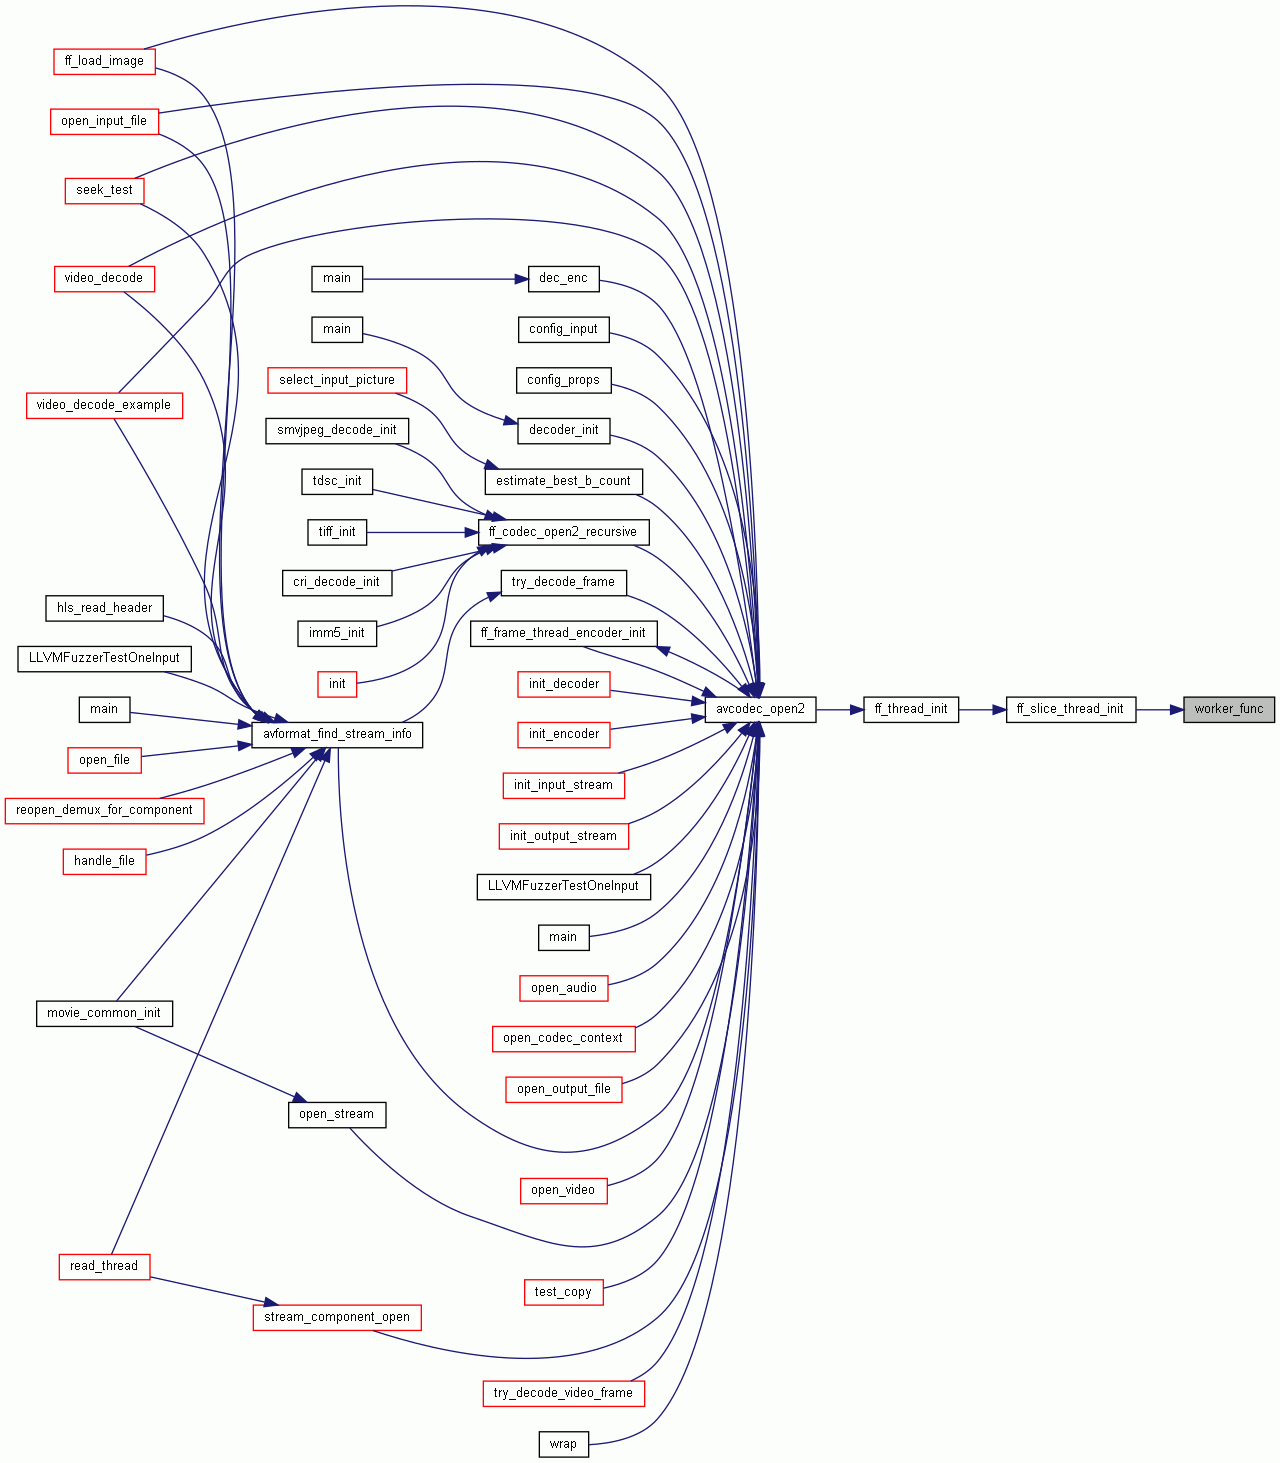 ff_load_image
open_input_file
seek_test
video_decode
main
dec_enc
main
config_input
select_input_picture
config_props
video_decode_example
smvjpeg_decode_init
decoder_init
tdsc_init
estimate_best_b_count
tiff_init
ff_codec_open2_recursive
cri_decode_init
try_decode_frame
hls_read_header
imm5_init
ff_frame_thread_encoder_init
LLVMFuzzerTestOneInput
init
init_decoder
main
avcodec_open2
ff_thread_init
ff_slice_thread_init
worker_func
avformat_find_stream_info
init_encoder
open_file
init_input_stream
reopen_demux_for_component
init_output_stream
handle_file
LLVMFuzzerTestOneInput
main
open_audio
movie_common_init
open_codec_context
open_output_file
open_stream
open_video
read_thread
test_copy
stream_component_open
try_decode_video_frame
wrap